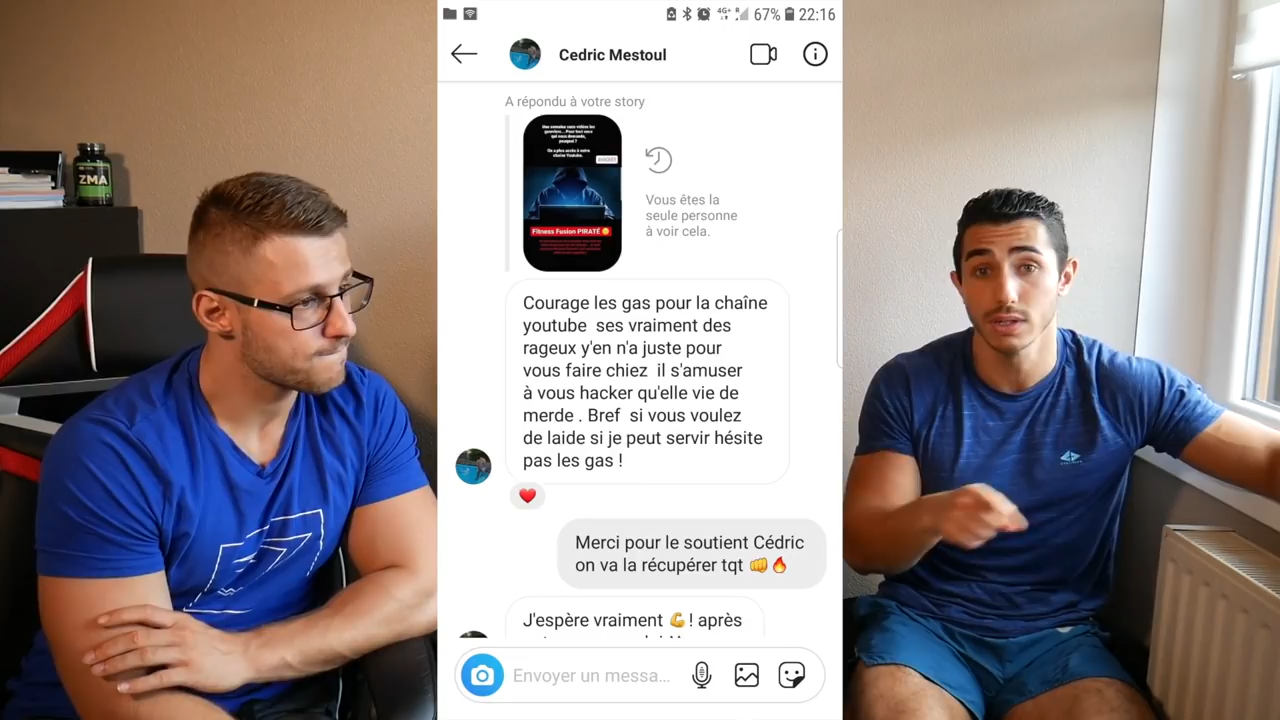 67% 22:16
4G+
Cedric Mestoul
A répondu à votre story
Fitness Fusion PIRATÉ
Vous êtes la
seule personne
à voir cela.
Courage les gas pour la chaîne
youtube ses vraiment des
rageux y'en n'a juste pour
vous faire chiez il s'amuser
à vous hacker qu'elle vie de
merde . Bref si vous voulez
de laide si je peut servir hésite
pas les gas !
Merci pour le soutient Cédric
on va la récupérer tqt 👊🔥
J'espère vraiment 💪 ! après
Envoyer un messa...
ZMA